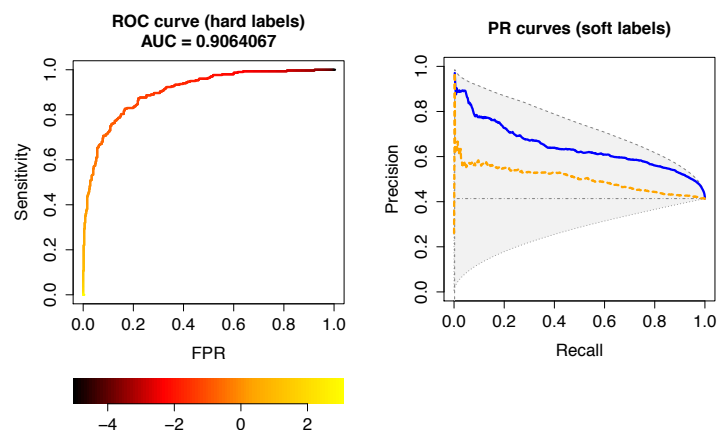 ROC curve (hard labels)
AUC = 0.9064067
Sensitivity
1.0
0.8
0.6
0.4
0.2
0.0
0.0 0.2 0.4 0.6 0.8 1.0
FPR
−4 −2 0 2
PR curves (soft labels)
Precision
1.0
0.8
0.6
0.4
0.2
0.0
0.0 0.2 0.4 0.6 0.8 1.0
Recall